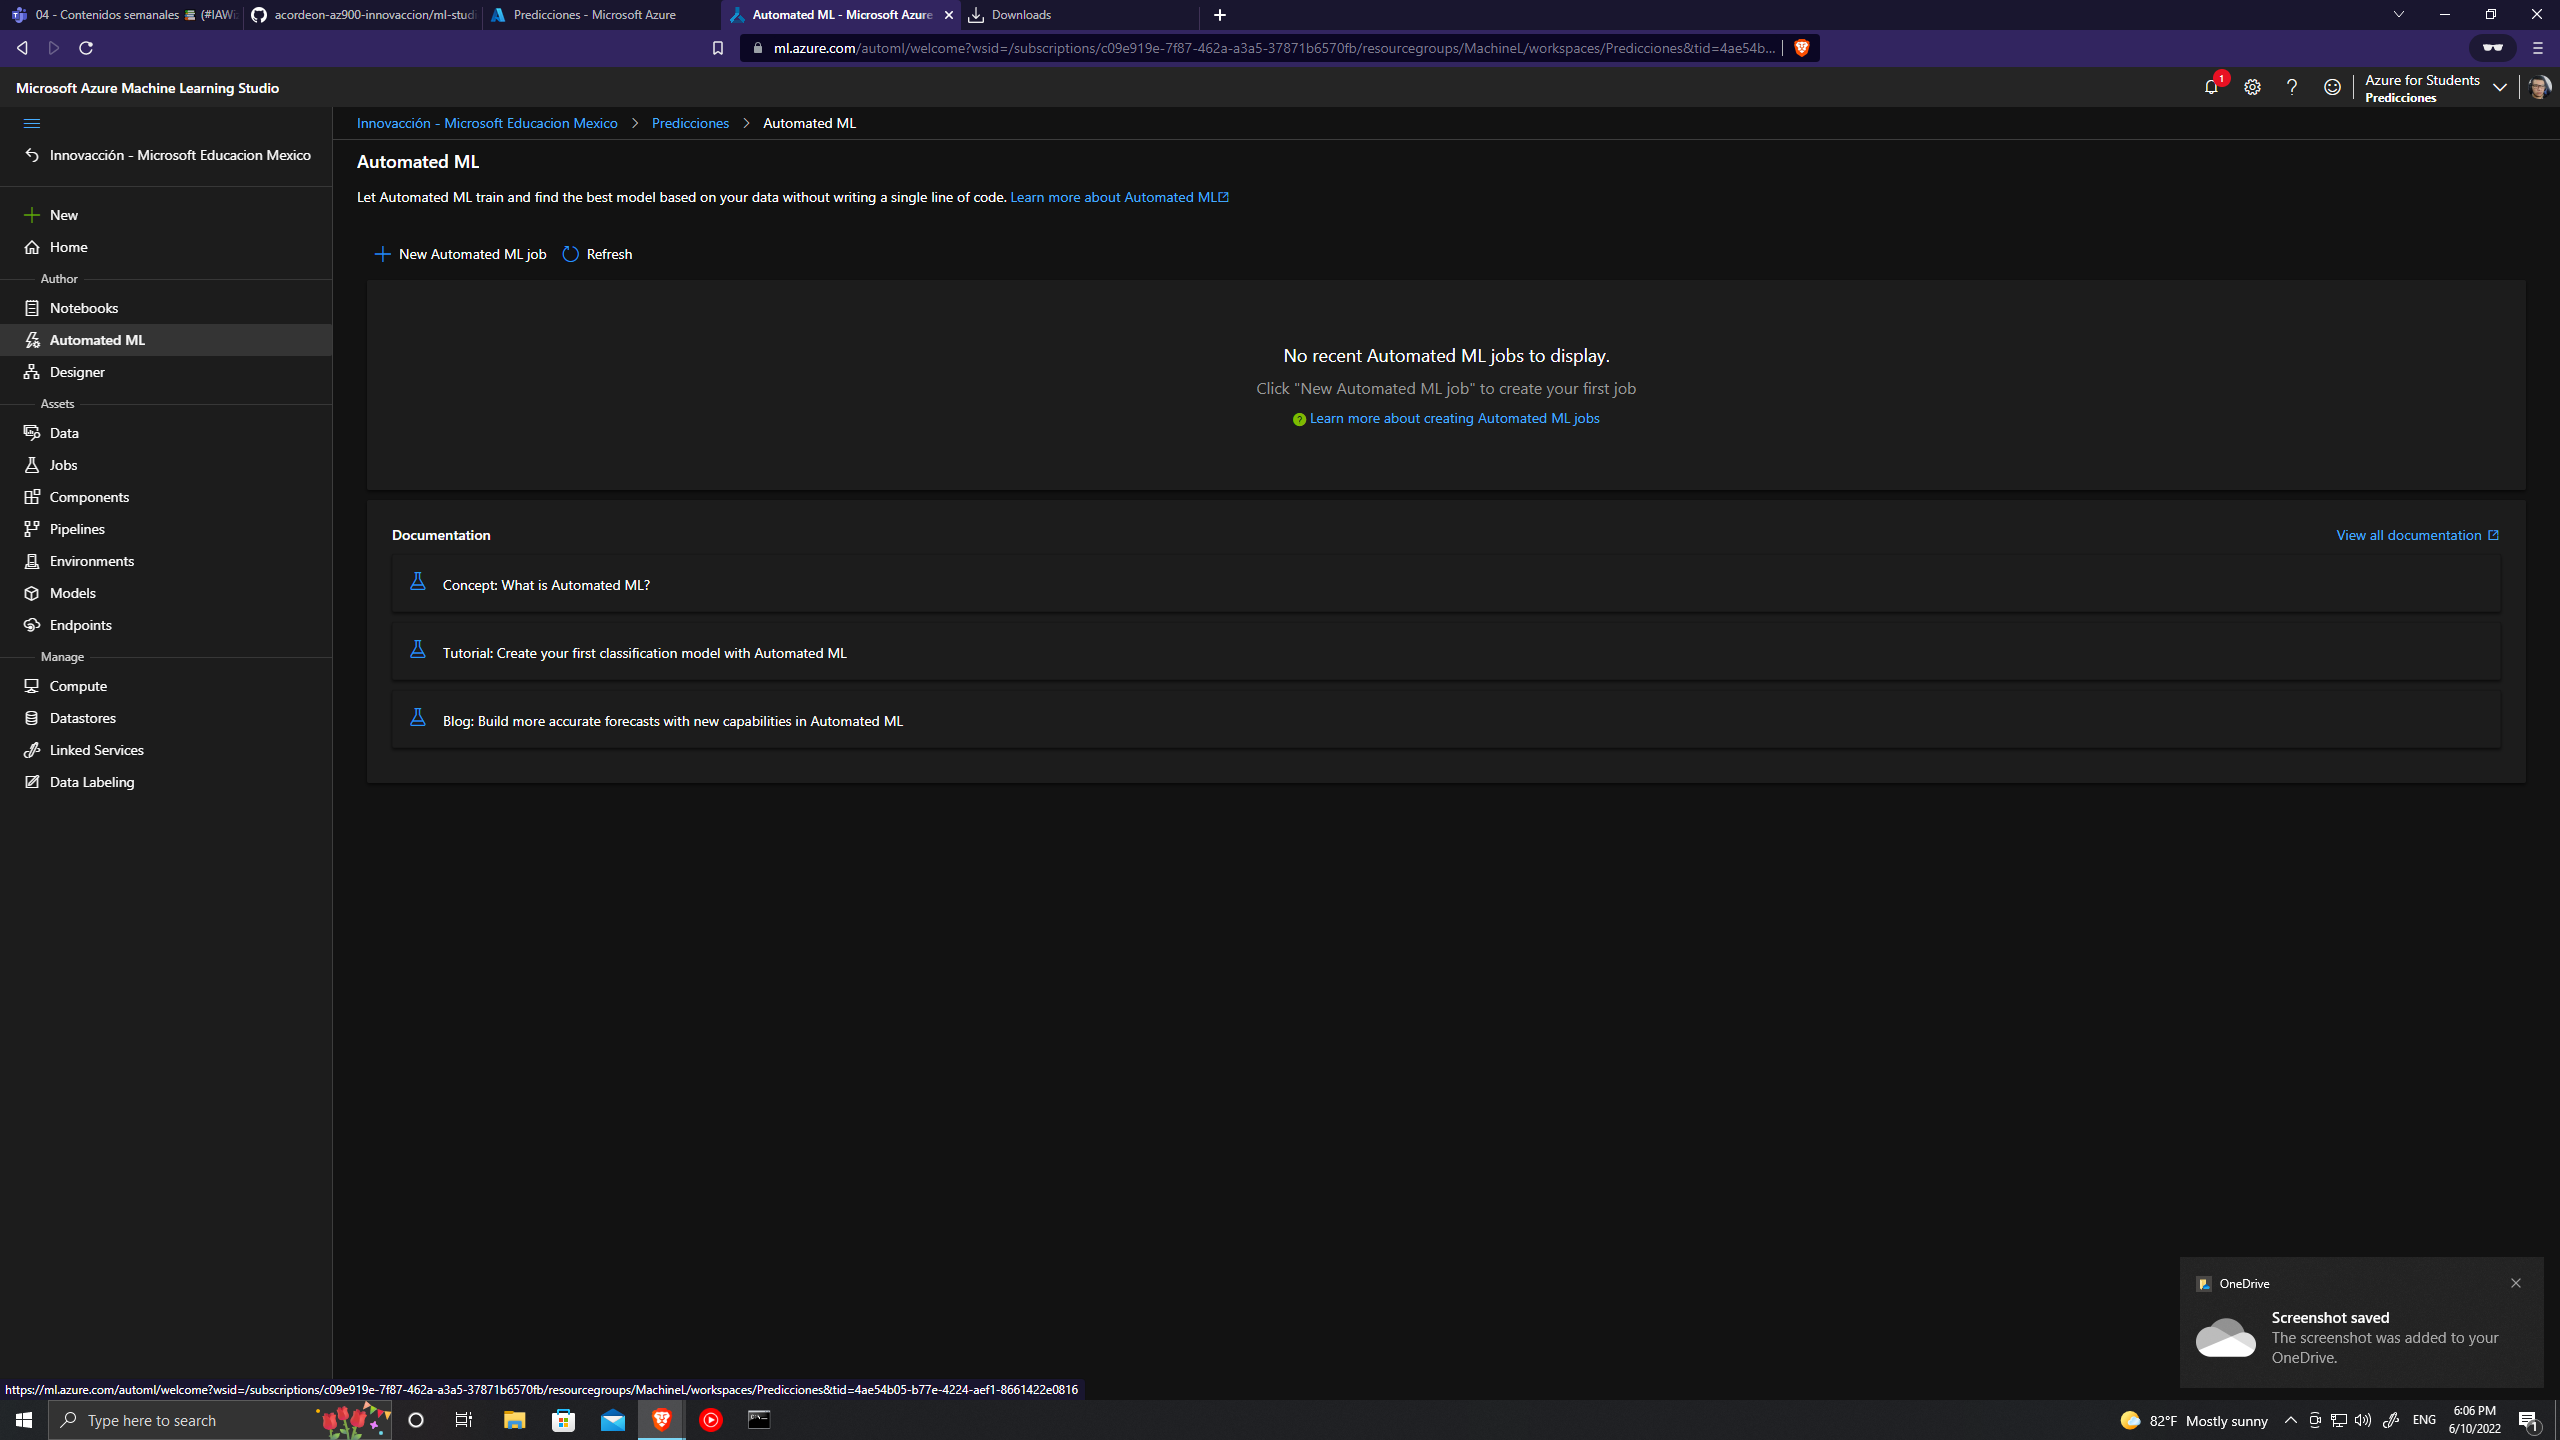 04 - Contenidos semanales (#IAWi
acordeon-az900-innovaccion/ml-studi
Predicciones - Microsoft Azure
Automated ML - Microsoft Azure
Downloads
ml.azure.com/automl/welcome?wsid=/subscriptions/c09e919e-7f87-462a-a3a5-37871b6570fb/resourcegroups/MachineL/workspaces/Predicciones&tid=4ae54b...
Microsoft Azure Machine Learning Studio
1
Azure for Students
Predicciones
Innovacción - Microsoft Educacion Mexico
New
Home
Author
Notebooks
Automated ML
Designer
Assets
Data
Jobs
Components
Pipelines
Environments
Models
Endpoints
Manage
Compute
Datastores
Linked Services
Data Labeling
Innovacción - Microsoft Educacion Mexico > Predicciones > Automated ML
Automated ML
Let Automated ML train and find the best model based on your data without writing a single line of code. Learn more about Automated ML
New Automated ML job
Refresh
No recent Automated ML jobs to display.
Click "New Automated ML job" to create your first job
Learn more about creating Automated ML jobs
Documentation
View all documentation
Concept: What is Automated ML?
Tutorial: Create your first classification model with Automated ML
Blog: Build more accurate forecasts with new capabilities in Automated ML
OneDrive
Screenshot saved
The screenshot was added to your
OneDrive.
https://ml.azure.com/automl/welcome?wsid=/subscriptions/c09e919e-7f87-462a-a3a5-37871b6570fb/resourcegroups/MachineL/workspaces/Predicciones&tid=4ae54b05-b77e-4224-aef1-8661422e0816
Type here to search
82°F Mostly sunny
ENG
6:06 PM
6/10/2022
1